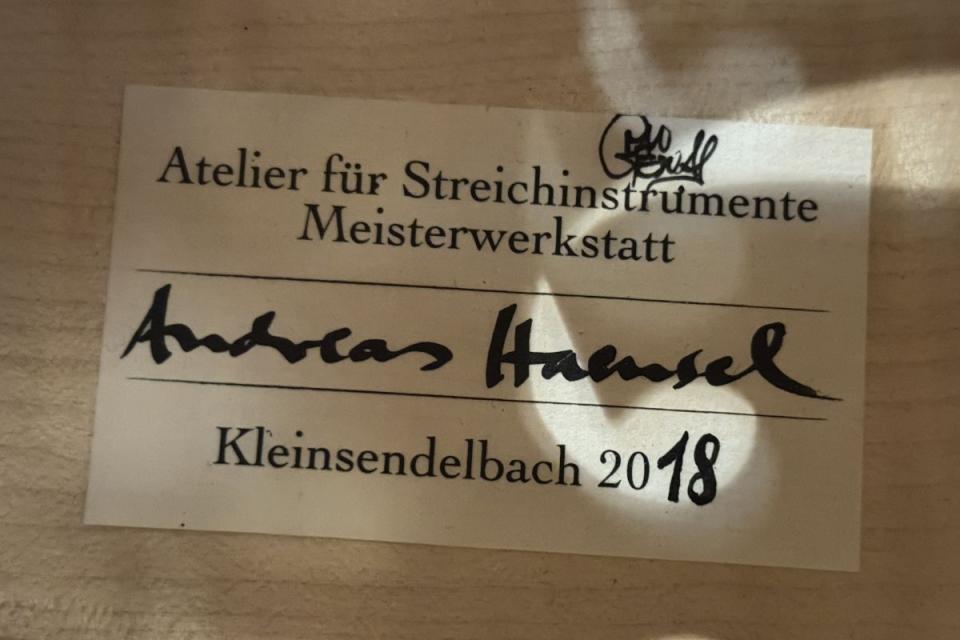 Atelier für Streichinstrumente
Meisterwerkstatt
Andreas Haensel
Kleinsendelbach 2018